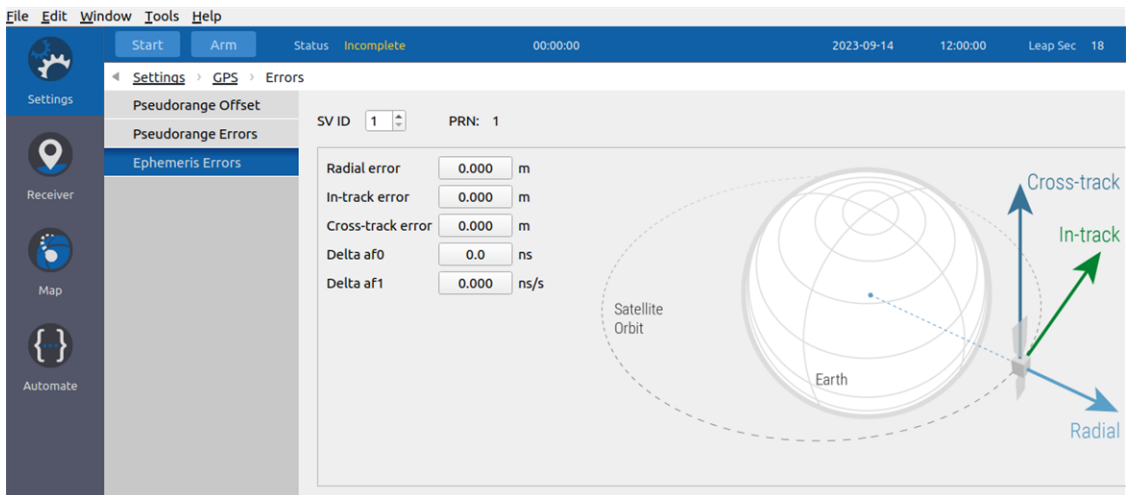 File Edit Window Tools Help
Start Arm Status Incomplete 00:00:00 2023-09-14 12:00:00 Leap Sec 18
Settings › GPS › Errors
Settings
Receiver
Map
Automate
Pseudorange Offset
Pseudorange Errors
Ephemeris Errors
SV ID 1 PRN: 1
Radial error 0.000 m
In-track error 0.000 m
Cross-track error 0.000 m
Delta af0 0.0 ns
Delta af1 0.000 ns/s
Satellite
Orbit
Earth
Cross-track
In-track
Radial